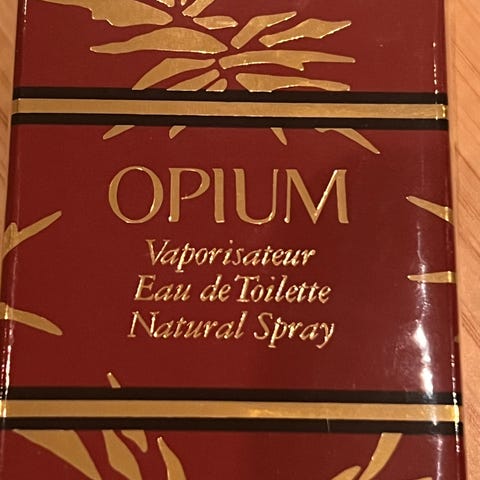 OPIUM
Vaporisateur
Eau de Toilette
Natural Spray